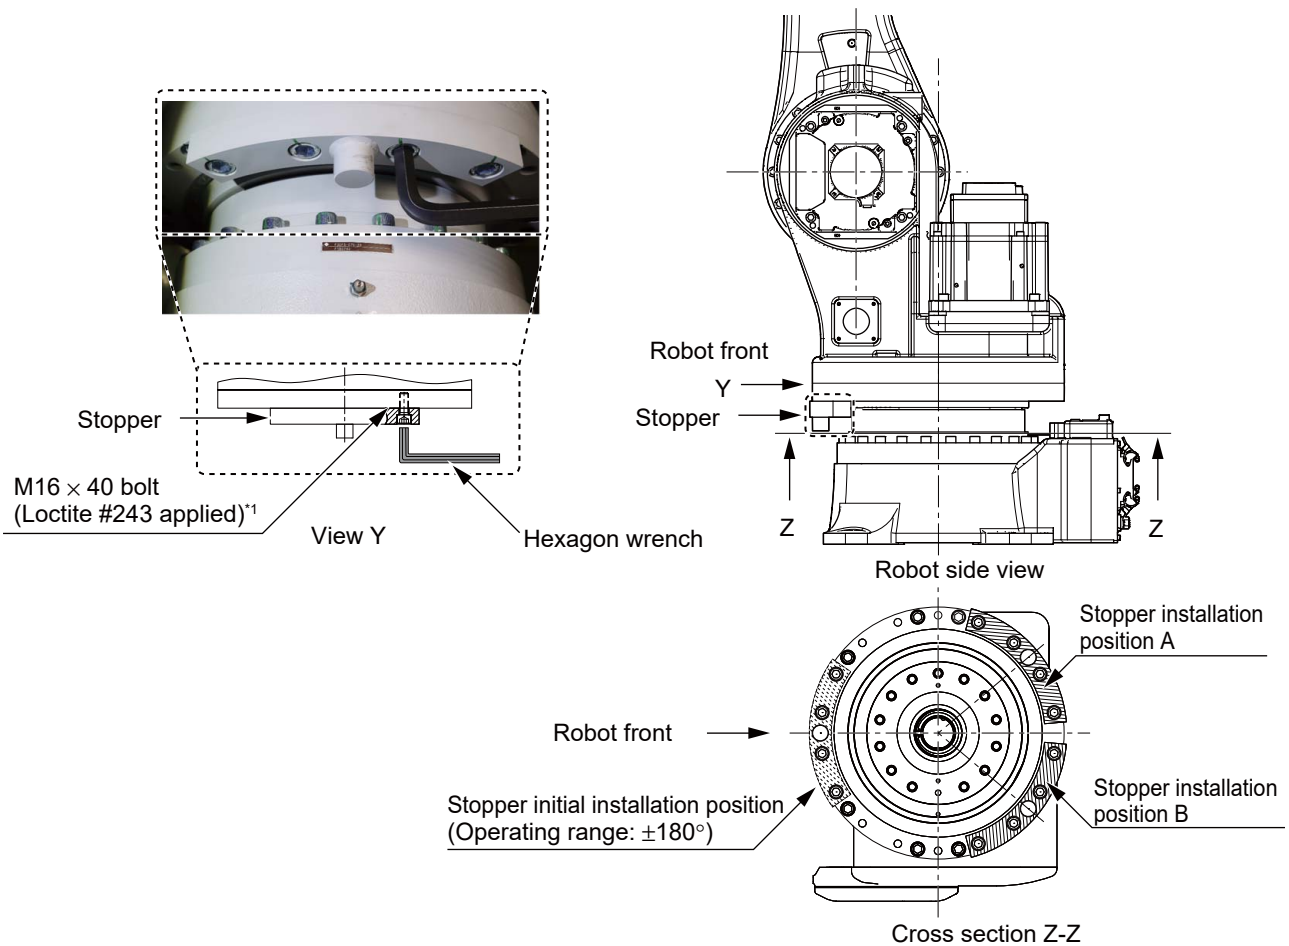 Robot front
Y
Stopper
Stopper
M16 × 40 bolt
(Loctite #243 applied)*1
View Y
Hexagon wrench
Z
Z
Robot side view
Stopper installation
position A
Robot front
Stopper initial installation position
(Operating range: ±180°)
Stopper installation
position B
Cross section Z-Z